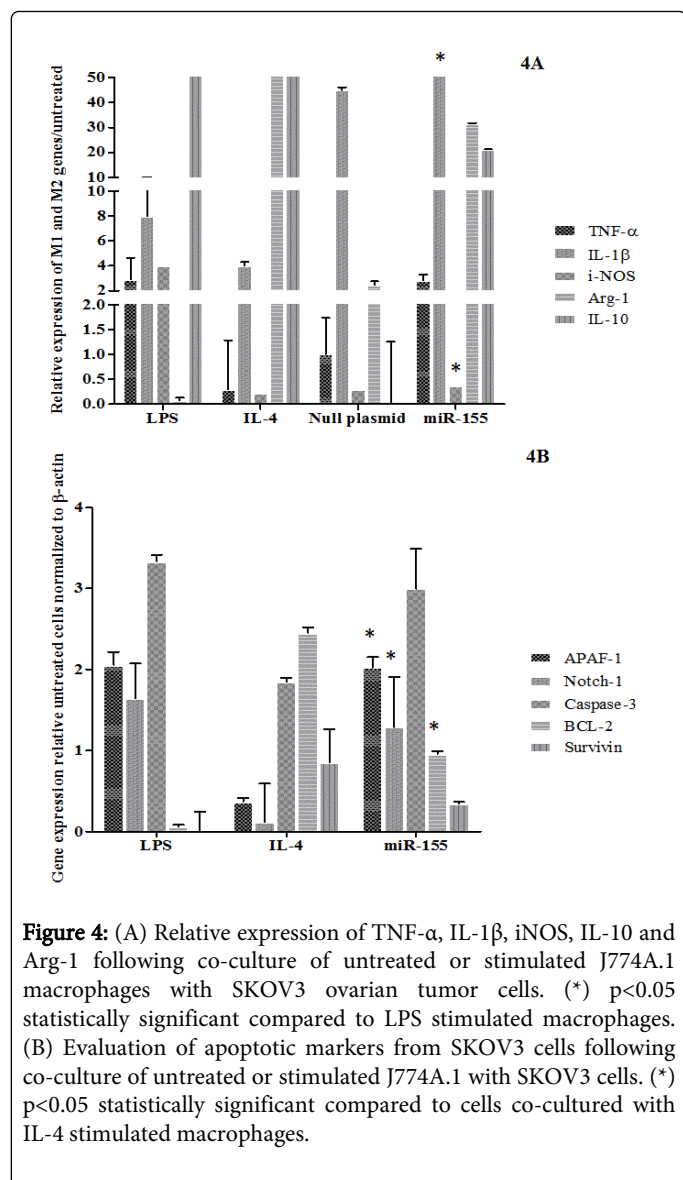 4A
Relative expression of M1 and M2 genes/untreated
50
40
30
20
10
10
8
6
4
2
2.0
1.5
1.0
0.5
0.0
*
*
LPS
IL-4
Null plasmid
miR-155
TNF-α
IL-1β
i-NOS
Arg-1
IL-10
4B
Gene expression relative untreated cells normalized to β-actin
4
3
2
1
0
*
*
*
LPS
IL-4
miR-155
APAF-1
Notch-1
Caspase-3
BCL-2
Survivin
Figure 4: (A) Relative expression of TNF-α, IL-1β, iNOS, IL-10 and
Arg-1 following co-culture of untreated or stimulated J774A.1
macrophages with SKOV3 ovarian tumor cells. (*) p<0.05
statistically significant compared to LPS stimulated macrophages.
(B) Evaluation of apoptotic markers from SKOV3 cells following
co-culture of untreated or stimulated J774A.1 with SKOV3 cells. (*)
p<0.05 statistically significant compared to cells co-cultured with
IL-4 stimulated macrophages.